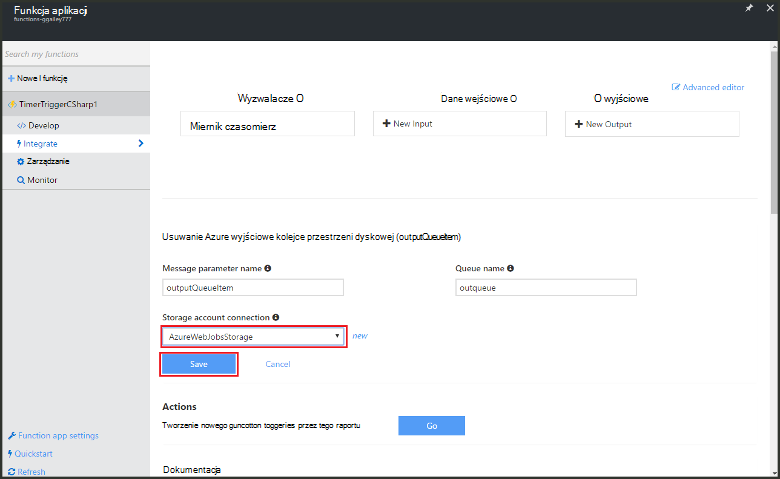 Funkcja aplikacji
functions-ggailey777
Search my functions
Nowe l funkcję
TimerTriggerCSharp1
Develop
Integrate
Zarządzanie
Monitor
Function app settings
Quickstart
Refresh
Advanced editor
Wyzwalacze O
Dane wejściowe O
O wyjściowe
Miernik czasomierz
New Input
New Output
Usuwanie Azure wyjściowe kolejce przestrzeni dyskowej (outputQueueItem)
Message parameter name
Queue name
outputQueueItem
outqueue
Storage account connection
AzureWebJobsStorage
new
Save
Cancel
Actions
Tworzenie nowego guncotton toggeries przez tego raportu
Go
Dokumentacja